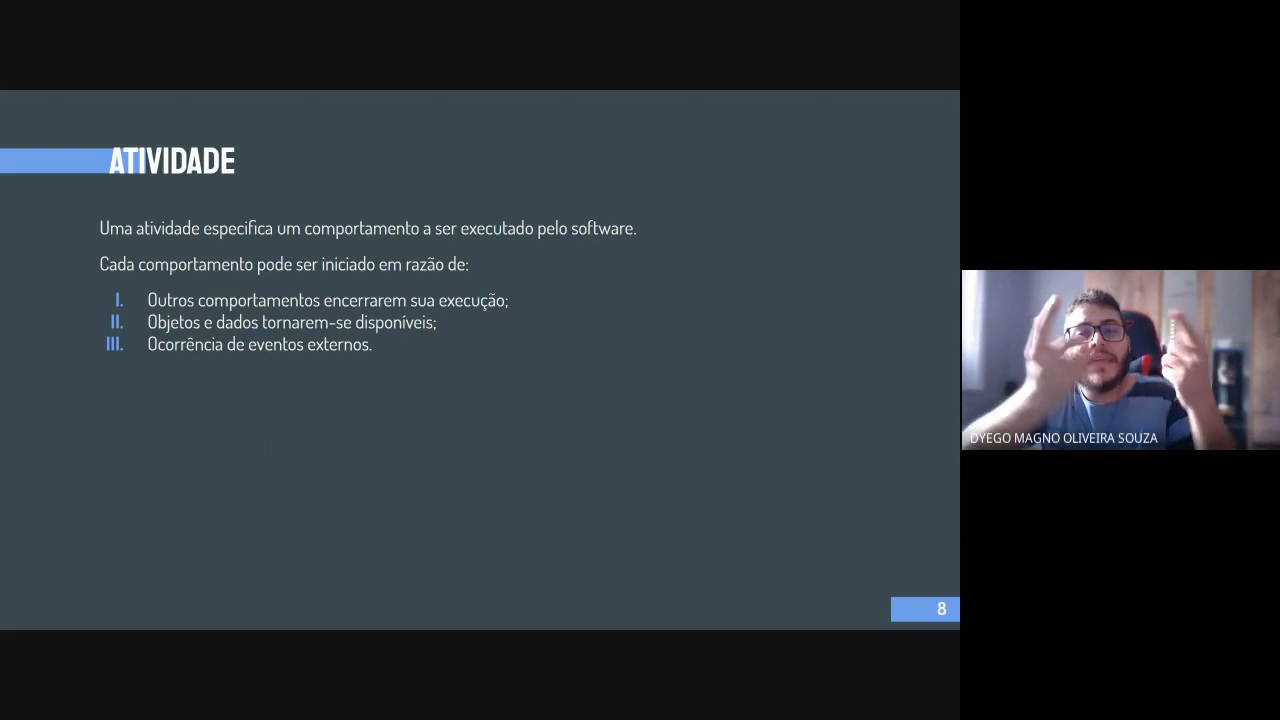 ATIVIDADE
Uma atividade especifica um comportamento a ser executado pelo software.
Cada comportamento pode ser iniciado em razão de:
I. Outros comportamentos encerrarem sua execução;
II. Objetos e dados tornarem-se disponíveis;
III. Ocorrência de eventos externos.
8
DYEGO MAGNO OLIVEIRA SOUZA